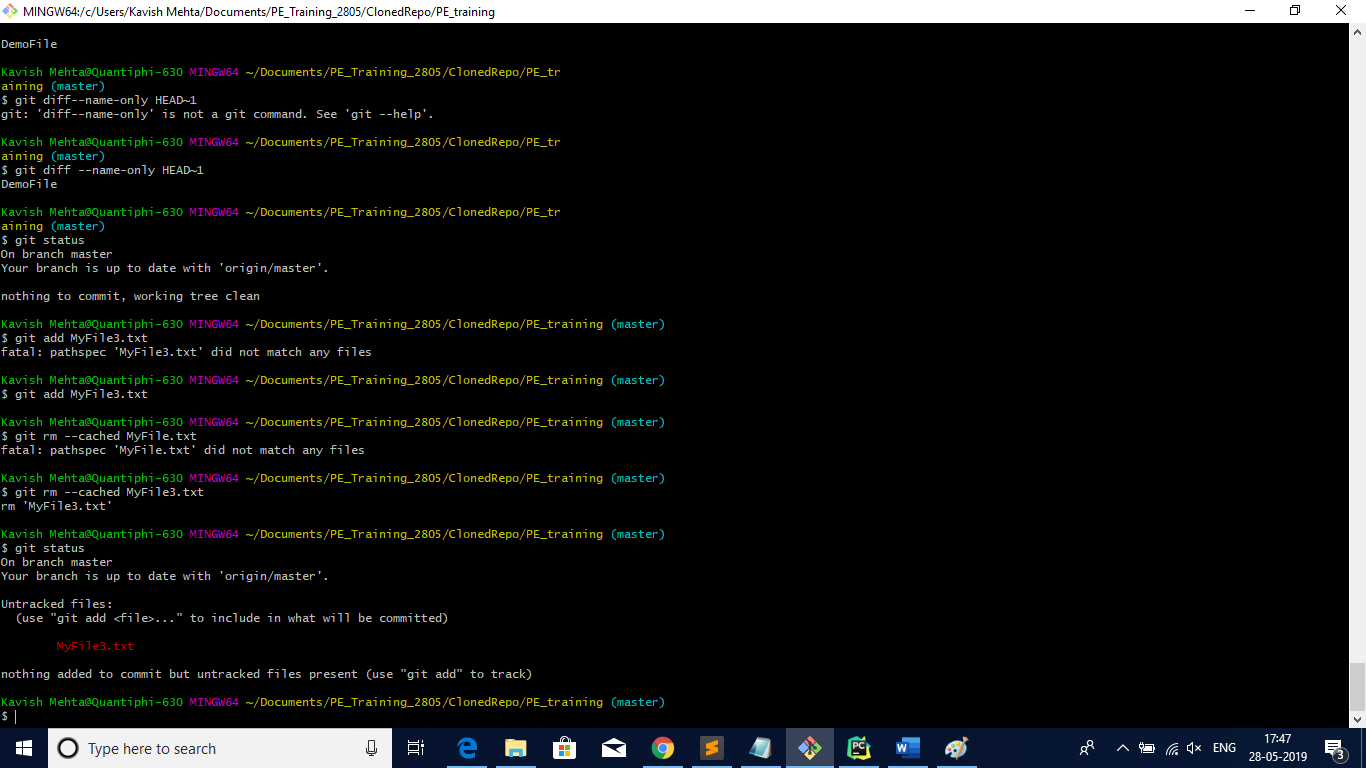 MINGW64:/c/Users/Kavish Mehta/Documents/PE_Training_2805/ClonedRepo/PE_training
DemoFile
Kavish Mehta@Quantiphi-630 MINGW64 ~/Documents/PE_Training_2805/ClonedRepo/PE_tr
aining (master)
$ git diff--name-only HEAD~1
git: 'diff--name-only' is not a git command. See 'git --help'.
Kavish Mehta@Quantiphi-630 MINGW64 ~/Documents/PE_Training_2805/ClonedRepo/PE_tr
aining (master)
$ git diff --name-only HEAD~1
DemoFile
Kavish Mehta@Quantiphi-630 MINGW64 ~/Documents/PE_Training_2805/ClonedRepo/PE_tr
aining (master)
$ git status
On branch master
Your branch is up to date with 'origin/master'.
nothing to commit, working tree clean
Kavish Mehta@Quantiphi-630 MINGW64 ~/Documents/PE_Training_2805/ClonedRepo/PE_training (master)
$ git add MyFile3.txt
fatal: pathspec 'MyFile3.txt' did not match any files
Kavish Mehta@Quantiphi-630 MINGW64 ~/Documents/PE_Training_2805/ClonedRepo/PE_training (master)
$ git add MyFile3.txt
Kavish Mehta@Quantiphi-630 MINGW64 ~/Documents/PE_Training_2805/ClonedRepo/PE_training (master)
$ git rm --cached MyFile.txt
fatal: pathspec 'MyFile.txt' did not match any files
Kavish Mehta@Quantiphi-630 MINGW64 ~/Documents/PE_Training_2805/ClonedRepo/PE_training (master)
$ git rm --cached MyFile3.txt
rm 'MyFile3.txt'
Kavish Mehta@Quantiphi-630 MINGW64 ~/Documents/PE_Training_2805/ClonedRepo/PE_training (master)
$ git status
On branch master
Your branch is up to date with 'origin/master'.
Untracked files:
(use "git add <file>..." to include in what will be committed)
MyFile3.txt
nothing added to commit but untracked files present (use "git add" to track)
Kavish Mehta@Quantiphi-630 MINGW64 ~/Documents/PE_Training_2805/ClonedRepo/PE_training (master)
$
Type here to search
PC
W
ENG
17:47
28-05-2019
3